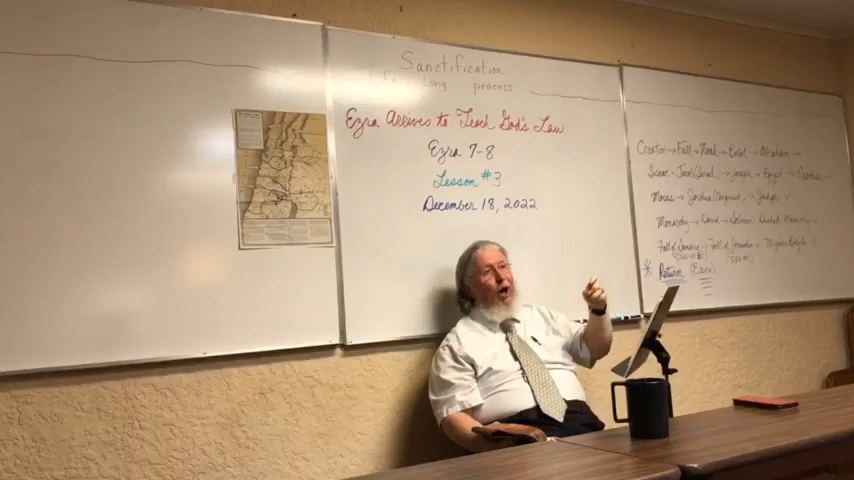 Sanctification
Life long process
Ezra Arrives to Teach God's Law
Ezra 7-8
Lesson #3
December 18, 2022
Creation → Fall → Noah → Babel → Abraham →
Isaac - Jacob/Israel → Joseph → Egypt → Exodus →
Moses → Joshua/Conquest → Judges →
Monarchy → David → Solomon Divided Monarchy →
Fall of Samaria → Fall of Jerusalem → 70 years Babylon →
* Return (Ezra)